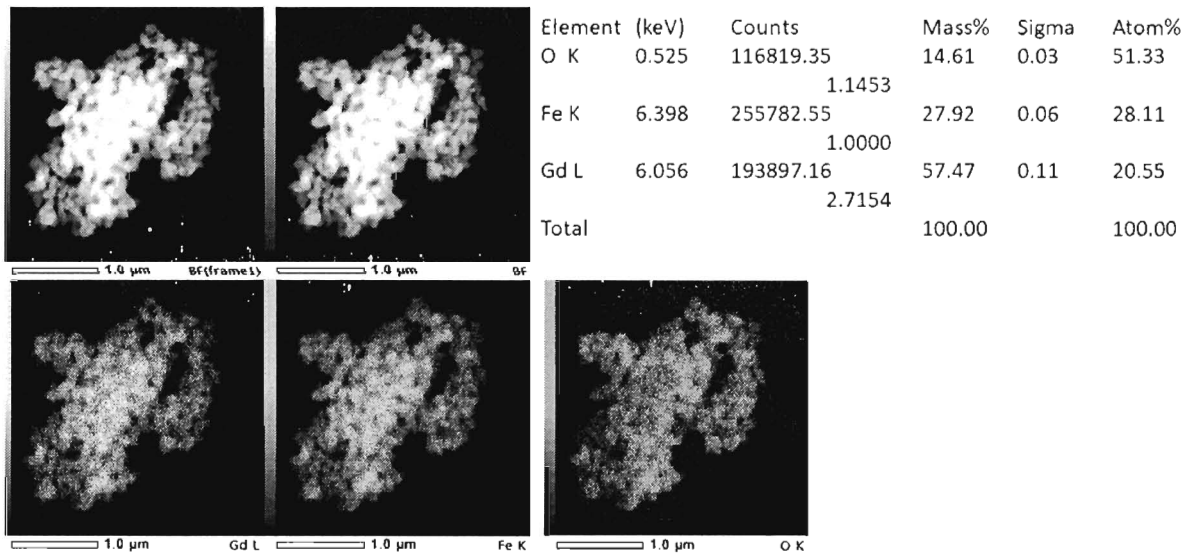 Element (keV) Counts Mass% Sigma Atom%
O K 0.525 116819.35 14.61 0.03 51.33
1.1453
Fe K 6.398 255782.55 27.92 0.06 28.11
1.0000
Gd L 6.056 193897.16 57.47 0.11 20.55
2.7154
Total 100.00 100.00
1.0 µm BF(frame1)
1.0 µm BF
1.0 µm Gd L
1.0 µm Fe K
1.0 µm O K